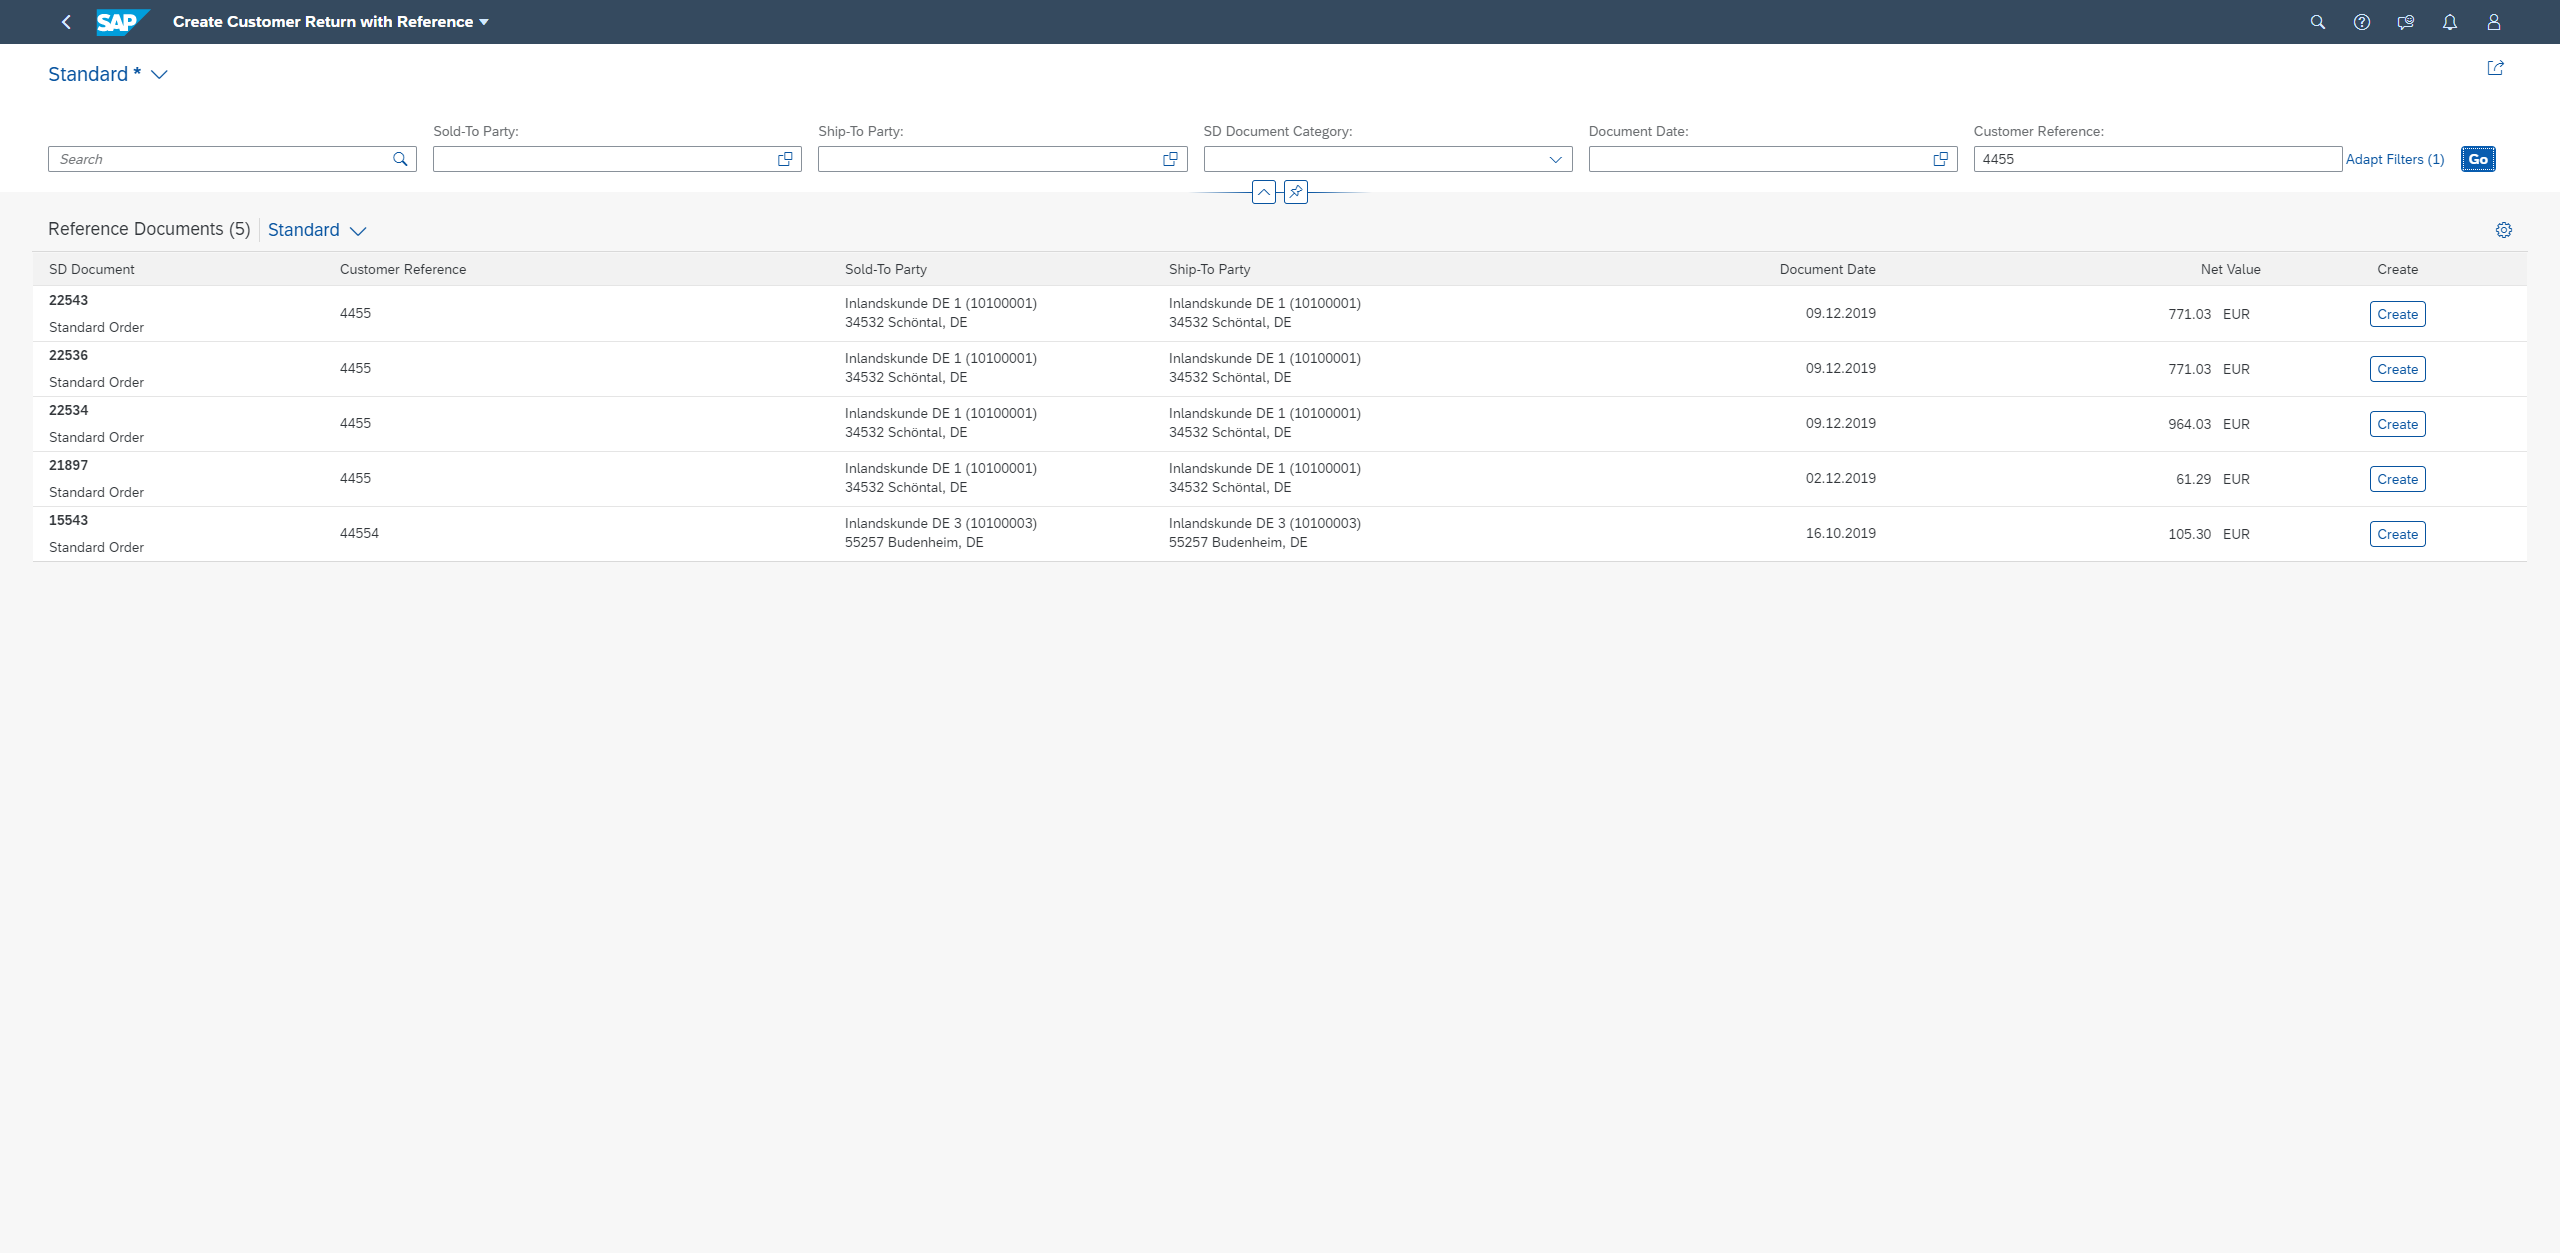 SAP Create Customer Return with Reference
Standard *
Sold-To Party: Ship-To Party: SD Document Category: Document Date: Customer Reference:
Search 4455 Adapt Filters (1) Go
Reference Documents (5) Standard
SD Document Customer Reference Sold-To Party Ship-To Party Document Date Net Value Create
22543
Standard Order
4455
Inlandskunde DE 1 (10100001)
34532 Schöntal, DE
Inlandskunde DE 1 (10100001)
34532 Schöntal, DE
09.12.2019
771.03 EUR
Create
22536
Standard Order
4455
Inlandskunde DE 1 (10100001)
34532 Schöntal, DE
Inlandskunde DE 1 (10100001)
34532 Schöntal, DE
09.12.2019
771.03 EUR
Create
22534
Standard Order
4455
Inlandskunde DE 1 (10100001)
34532 Schöntal, DE
Inlandskunde DE 1 (10100001)
34532 Schöntal, DE
09.12.2019
964.03 EUR
Create
21897
Standard Order
4455
Inlandskunde DE 1 (10100001)
34532 Schöntal, DE
Inlandskunde DE 1 (10100001)
34532 Schöntal, DE
02.12.2019
61.29 EUR
Create
15543
Standard Order
44554
Inlandskunde DE 3 (10100003)
55257 Budenheim, DE
Inlandskunde DE 3 (10100003)
55257 Budenheim, DE
16.10.2019
105.30 EUR
Create